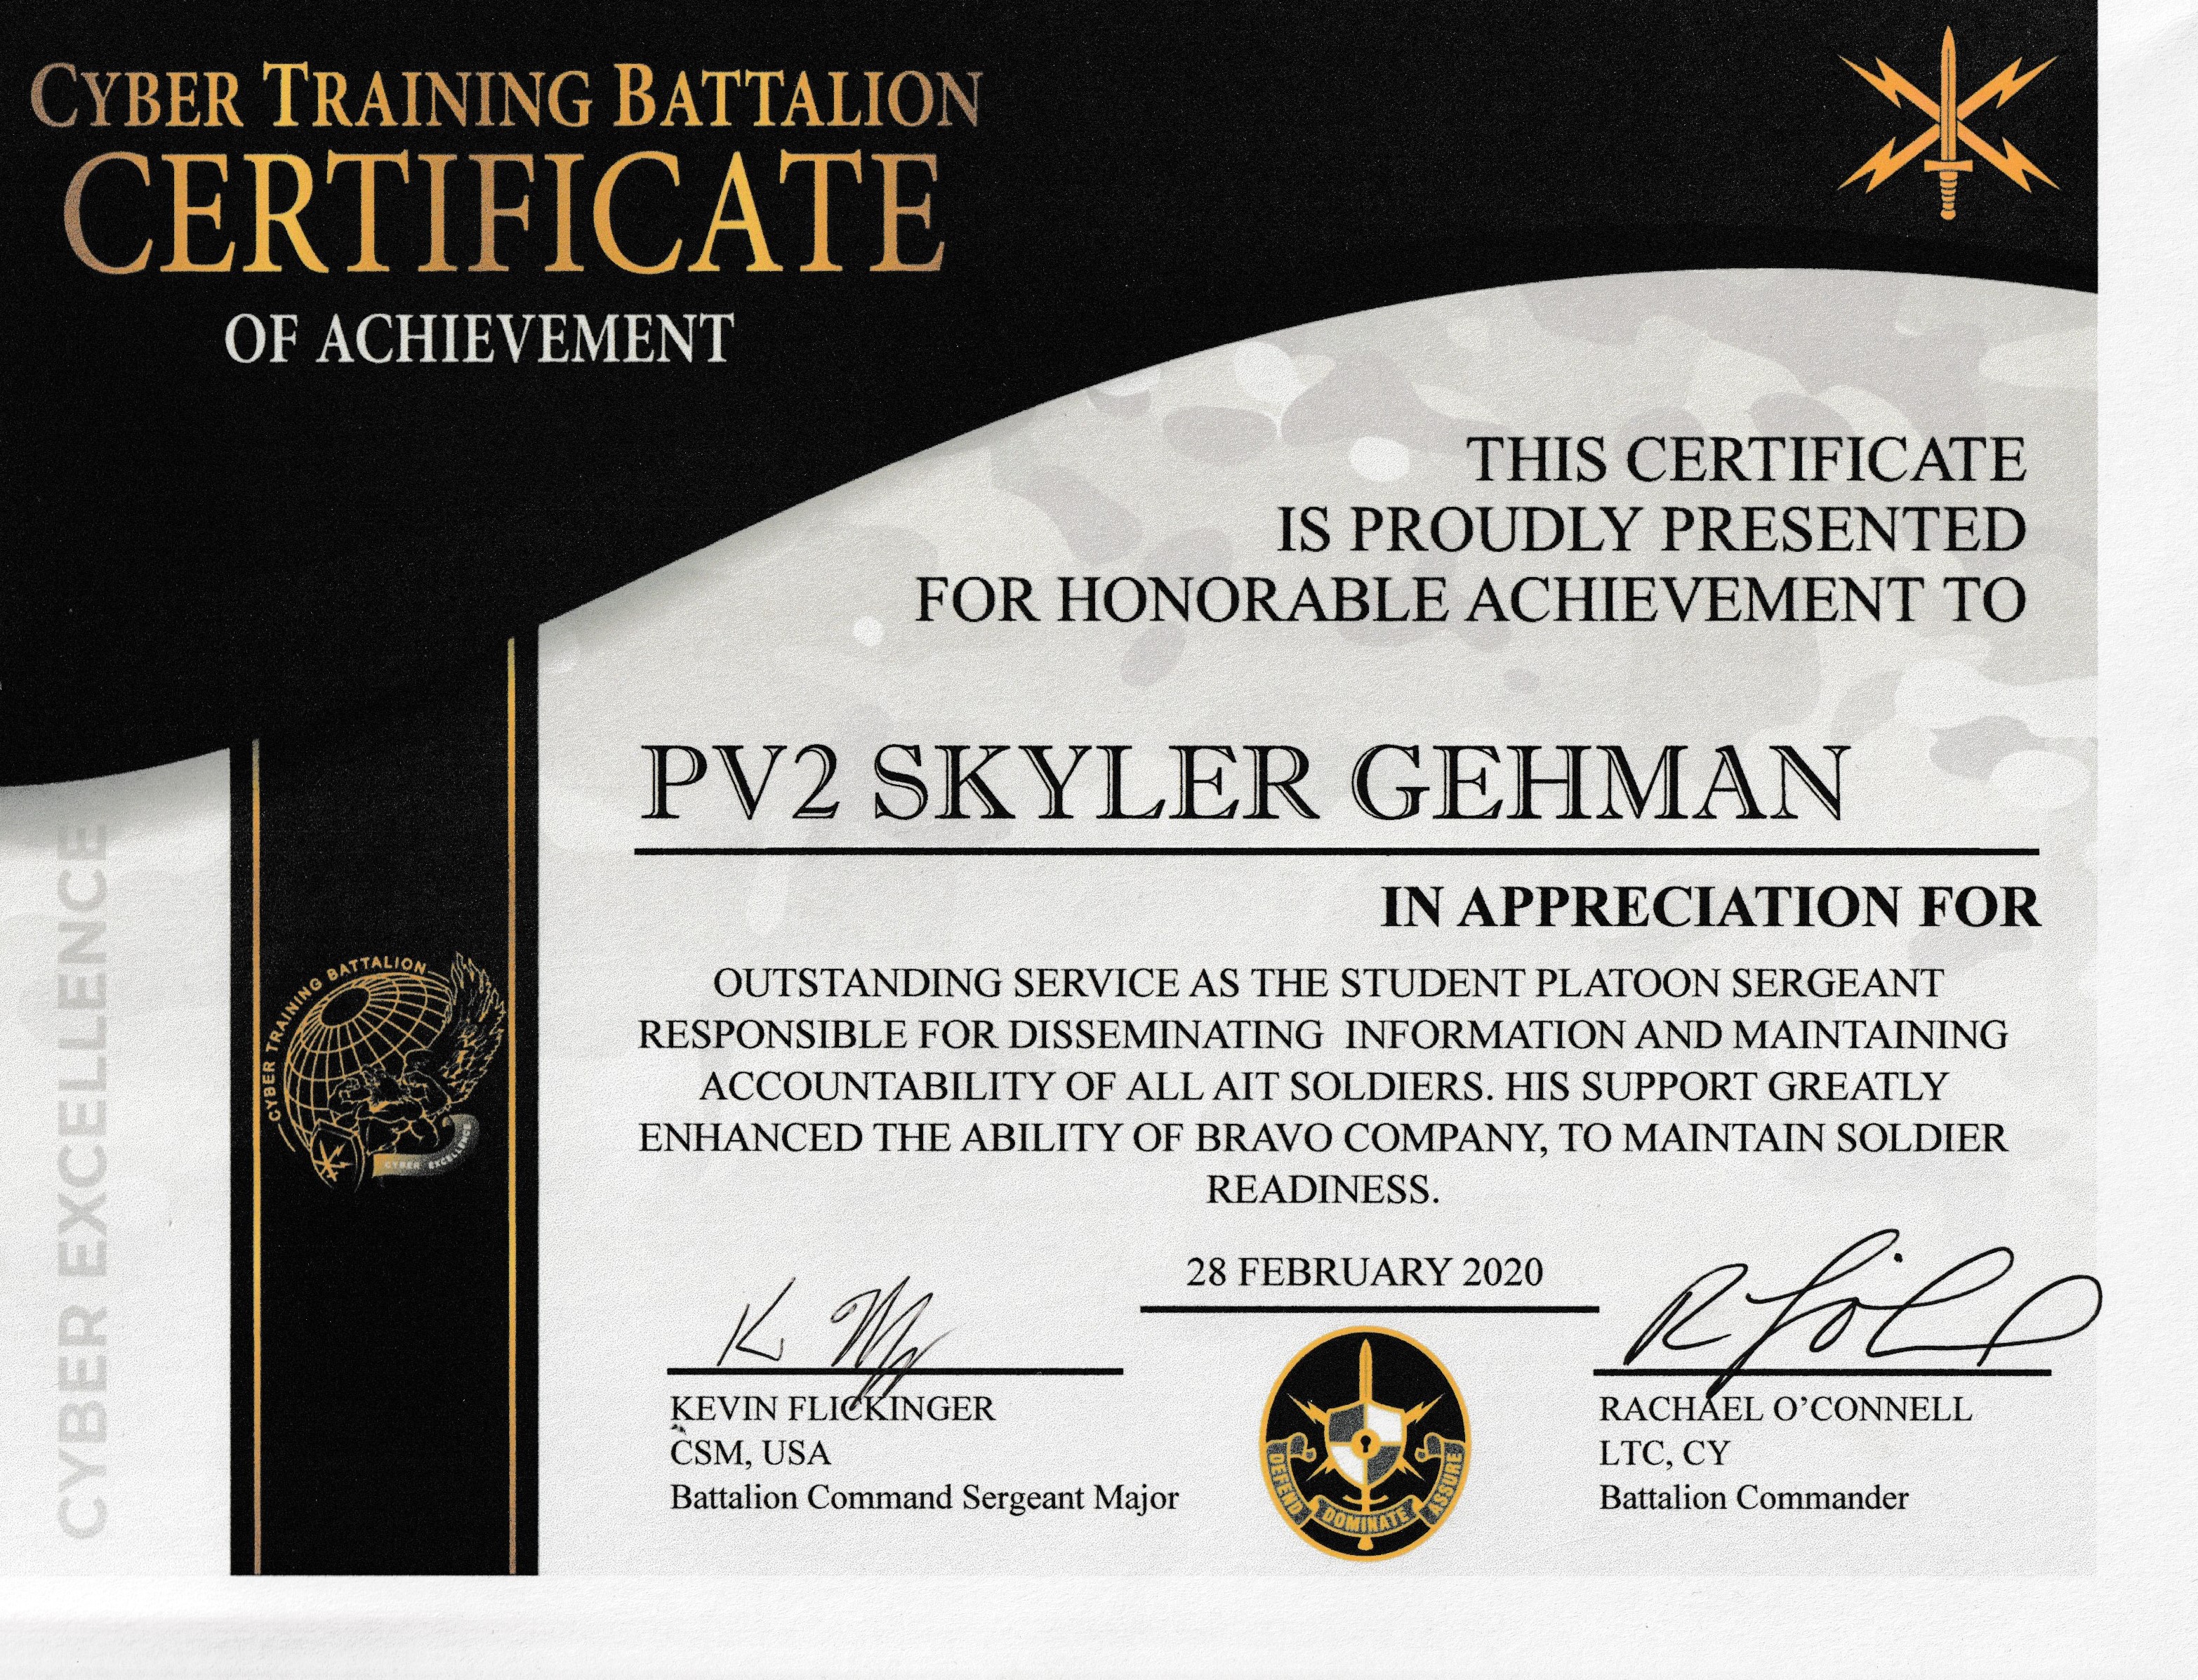 CYBER TRAINING BATTALION
CERTIFICATE
OF ACHIEVEMENT
THIS CERTIFICATE
IS PROUDLY PRESENTED
FOR HONORABLE ACHIEVEMENT TO
PV2 SKYLER GEHMAN
IN APPRECIATION FOR
OUTSTANDING SERVICE AS THE STUDENT PLATOON SERGEANT
RESPONSIBLE FOR DISSEMINATING INFORMATION AND MAINTAINING
ACCOUNTABILITY OF ALL AIT SOLDIERS. HIS SUPPORT GREATLY
ENHANCED THE ABILITY OF BRAVO COMPANY, TO MAINTAIN SOLDIER
READINESS.
28 FEBRUARY 2020
KEVIN FLICKINGER
CSM, USA
Battalion Command Sergeant Major
RACHAEL O'CONNELL
LTC, CY
Battalion Commander
DEFEND DOMINATE ASSURE
CYBER TRAINING BATTALION
CYBER EXCELLENCE
CYBER EXCELLENCE